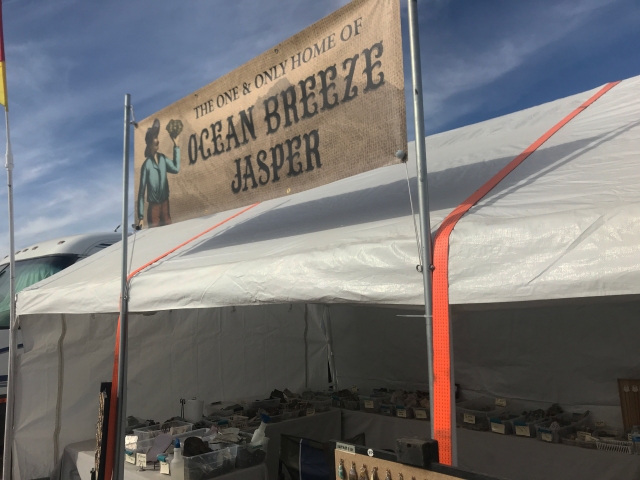 THE ONE & ONLY HOME OF
OCEAN BREEZE
JASPER